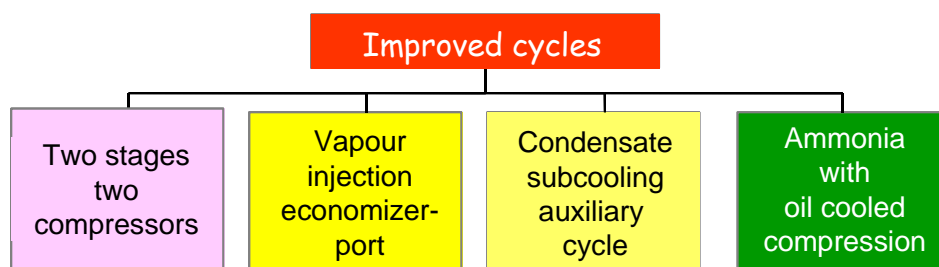 Improved cycles
Two stages
two
compressors
Vapour
injection
economizer-
port
Condensate
subcooling
auxiliary
cycle
Ammonia
with
oil cooled
compression